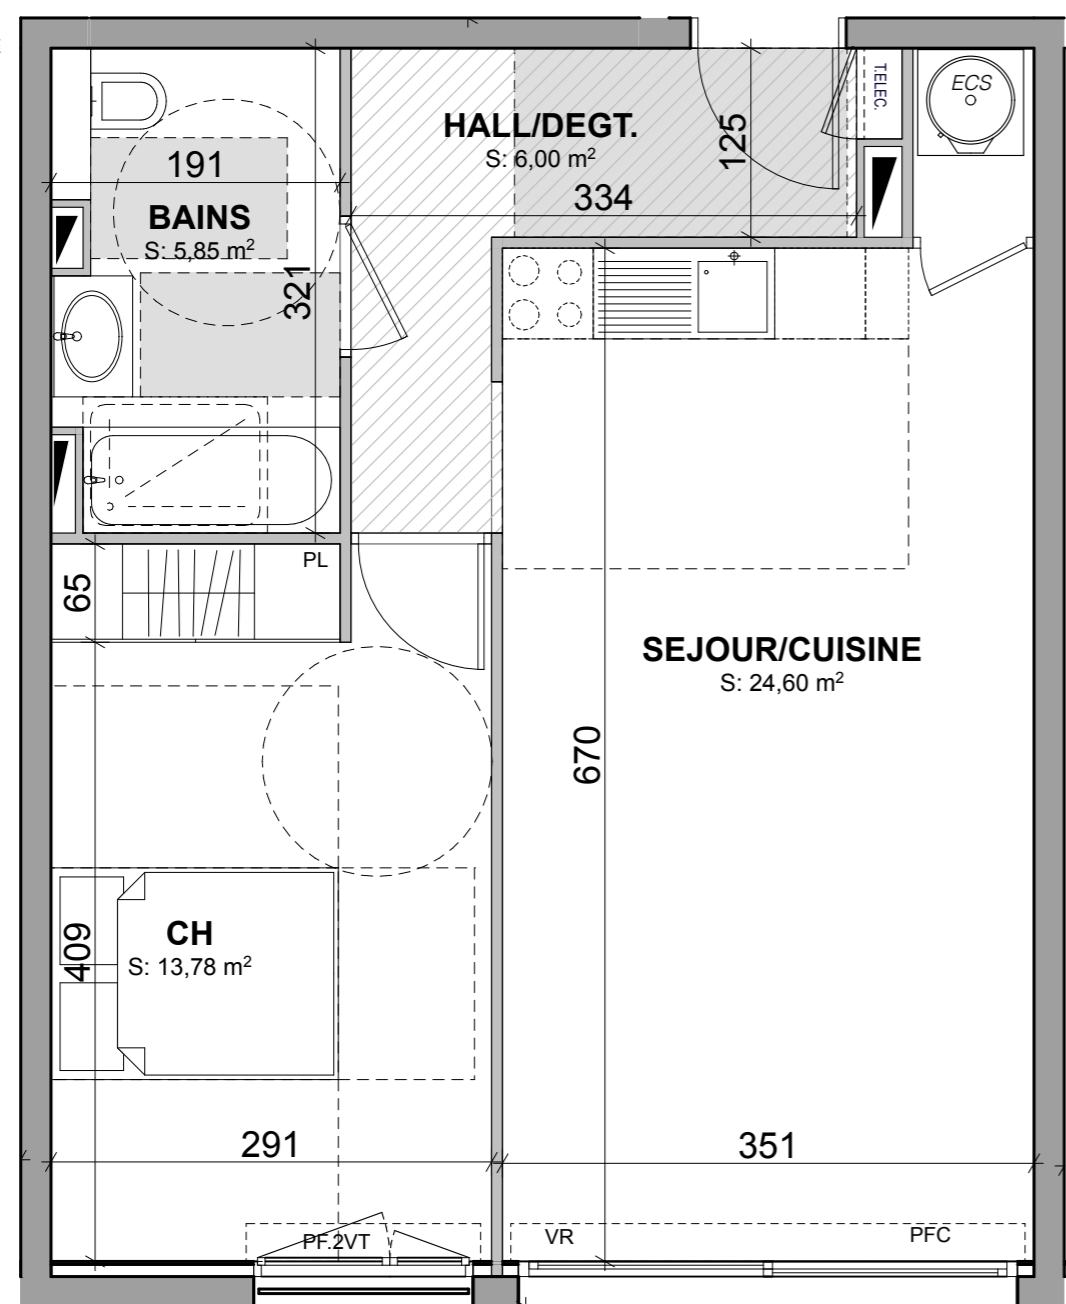 HALL/DEGT.
S: 6,00 m²
125
T.ELEC.
ECS
191
334
BAINS
S: 5,85 m²
321
PL
65
SEJOUR/CUISINE
S: 24,60 m²
670
CH
S: 13,78 m²
409
291
351
PF.2VT
VR
PFC